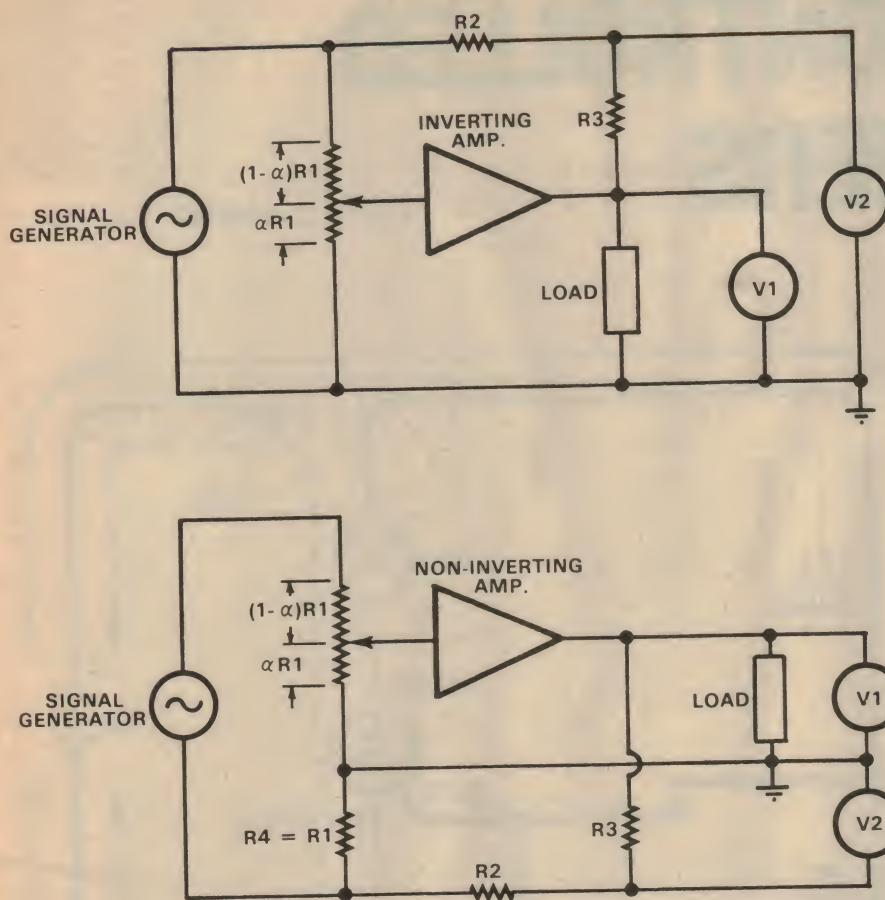 R2
INVERTING
AMP.
R3
(1-α)R1
αR1
SIGNAL
GENERATOR
V2
LOAD
V1
NON-INVERTING
AMP.
(1-α)R1
αR1
SIGNAL
GENERATOR
LOAD
V1
R4 = R1
R3
V2
R2